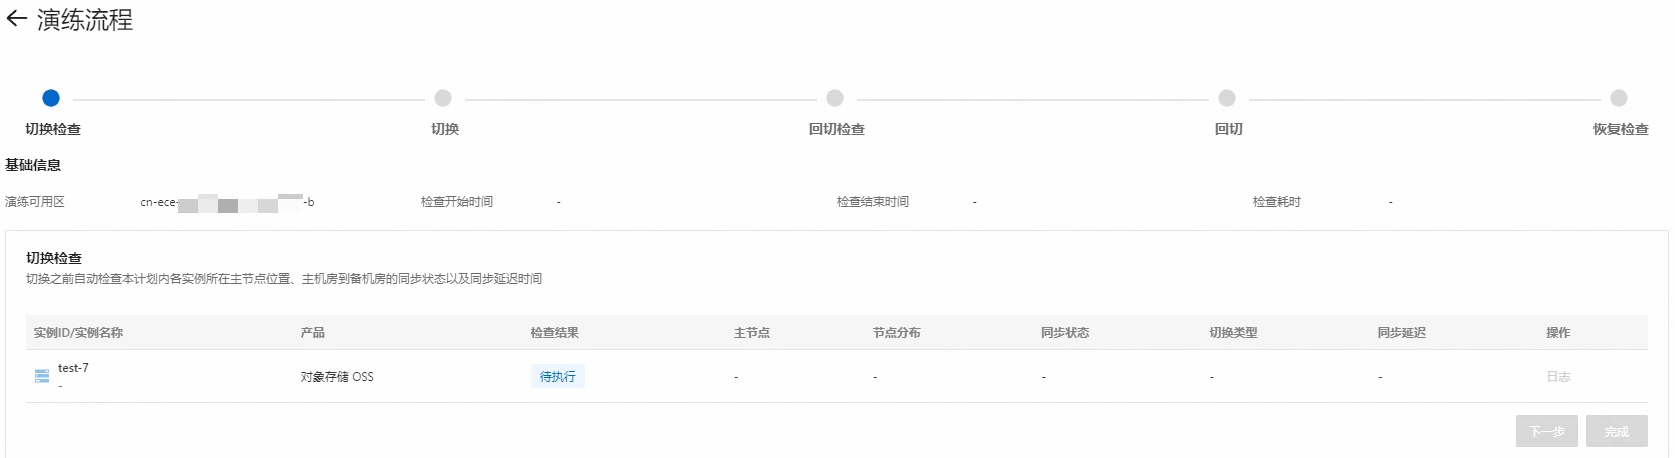 演练流程
切换检查 切换 回切检查 回切 恢复检查
基础信息
演练可用区 cn-ece- -b 检查开始时间 - 检查结束时间 - 检查耗时 -
切换检查
切换之前自动检查本计划内各实例所在主节点位置、主机房到备机房的同步状态以及同步延迟时间
实例ID/实例名称 产品 检查结果 主节点 节点分布 同步状态 切换类型 同步延迟 操作
test-7
- 对象存储 OSS 待执行 - - - - - 日志
下一步 完成